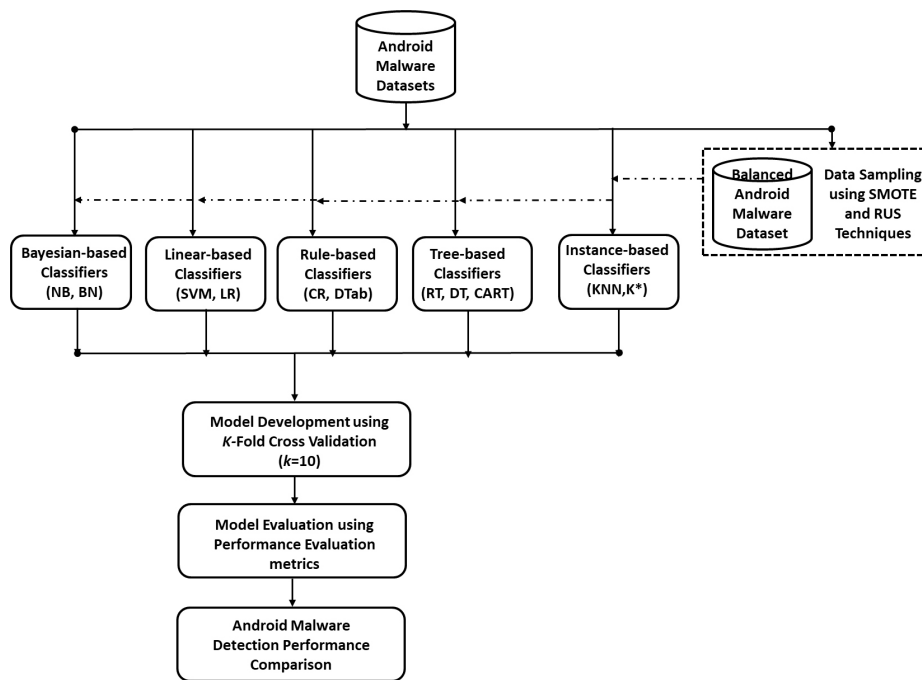 Android
Malware
Datasets
Balanced
Android
Malware
Dataset
Data Sampling
using SMOTE
and RUS
Techniques
Bayesian-based
Classifiers
(NB, BN)
Linear-based
Classifiers
(SVM, LR)
Rule-based
Classifiers
(CR, DTab)
Tree-based
Classifiers
(RT, DT, CART)
Instance-based
Classifiers
(KNN,K*)
Model Development using
K-Fold Cross Validation
(k=10)
Model Evaluation using
Performance Evaluation
metrics
Android Malware
Detection Performance
Comparison